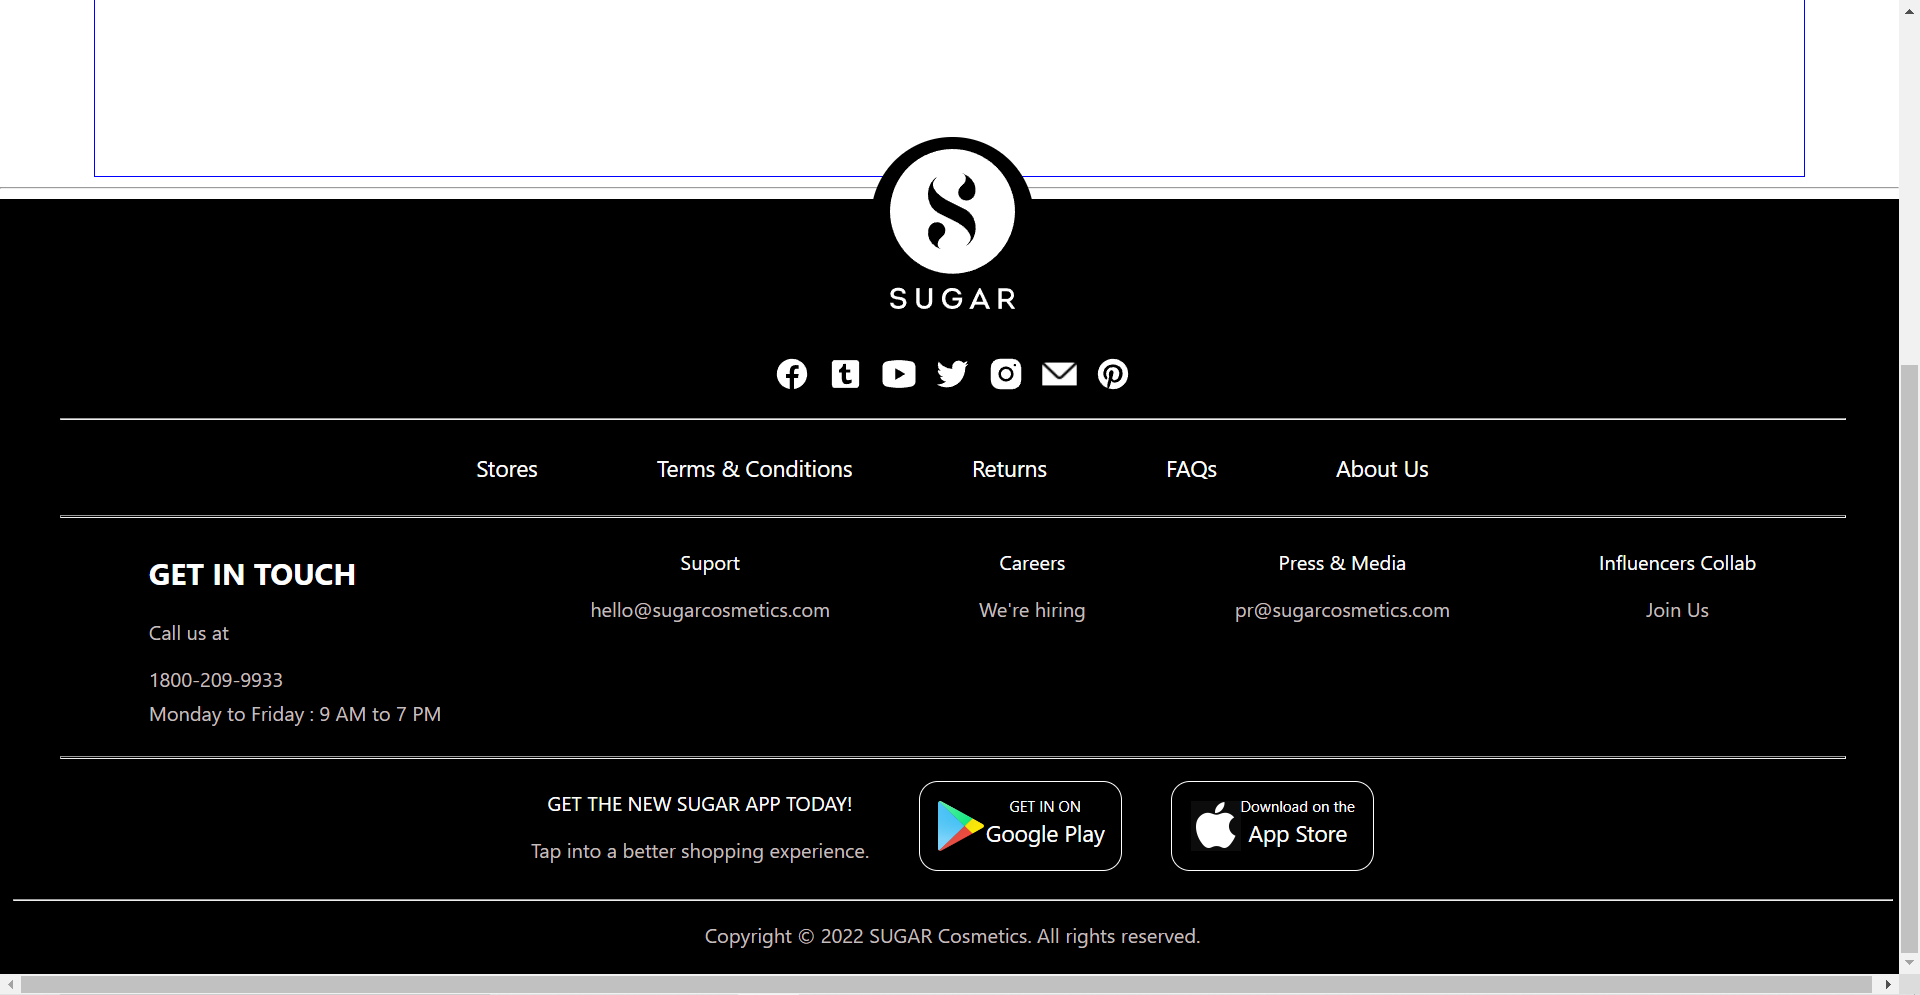 SUGAR
Stores Terms & Conditions Returns FAQs About Us
GET IN TOUCH
Call us at
1800-209-9933
Monday to Friday : 9 AM to 7 PM
Suport
hello@sugarcosmetics.com
Careers
We're hiring
Press & Media
pr@sugarcosmetics.com
Influencers Collab
Join Us
GET THE NEW SUGAR APP TODAY!
Tap into a better shopping experience.
GET IN ON
Google Play
Download on the
App Store
Copyright © 2022 SUGAR Cosmetics. All rights reserved.